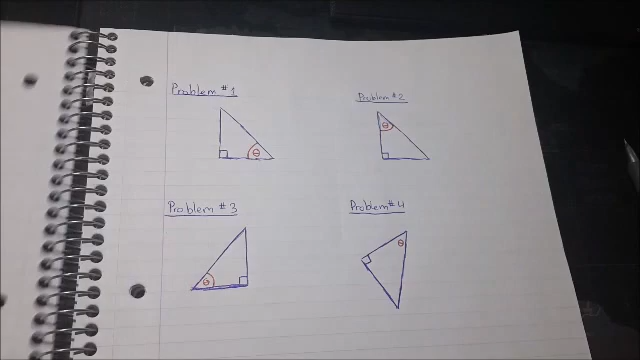 Problem #1
Problem #2
θ
θ
Problem #3
Problem #4
θ
θ